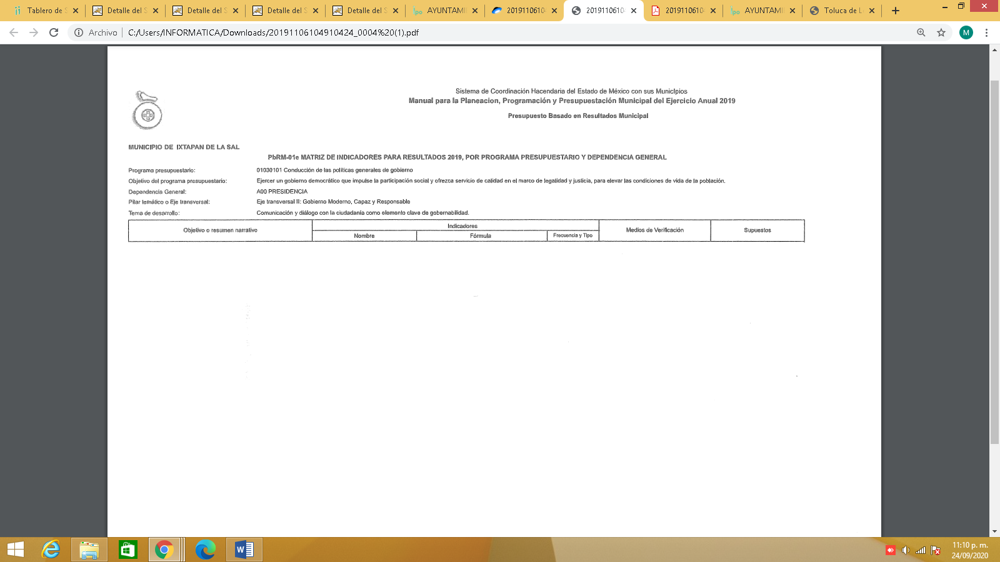 Tablero de S
Detalle del S
Detalle del S
Detalle del S
Detalle del S
ipo AYUNTAMI
2019110610
2019110610
2019110610
ipo AYUNTAMI
Toluca de L
Archivo C:/Users/INFORMATICA/Downloads/20191106104910424_0004%20(1).pdf
M
Sistema de Coordinación Hacendaria del Estado de México con sus Municipios
Manual para la Planeacion, Programación y Presupuestación Municipal del Ejercicio Anual 2019
Presupuesto Basado en Resultados Municipal
MUNICIPIO DE IXTAPAN DE LA SAL
PbRM-01e MATRIZ DE INDICADORES PARA RESULTADOS 2019, POR PROGRAMA PRESUPUESTARIO Y DEPENDENCIA GENERAL
Programa presupuestario: 01030101 Conducción de las políticas generales de gobierno
Objetivo del programa presupuestario: Ejercer un gobierno democrático que impulse la participación social y ofrezca servicio de calidad en el marco de legalidad y justicia, para elevar las condiciones de vida de la población.
Dependencia General: A00 PRESIDENCIA
Pilar temático o Eje transversal: Eje transversal II: Gobierno Moderno, Capaz y Responsable
Tema de desarrollo: Comunicación y diálogo con la ciudadanía como elemento clave de gobernabilidad.
Objetivo o resumen narrativo
Indicadores
Nombre Fórmula Frecuencia y Tipo
Medios de Verificación
Supuestos
11:10 p. m.
24/09/2020